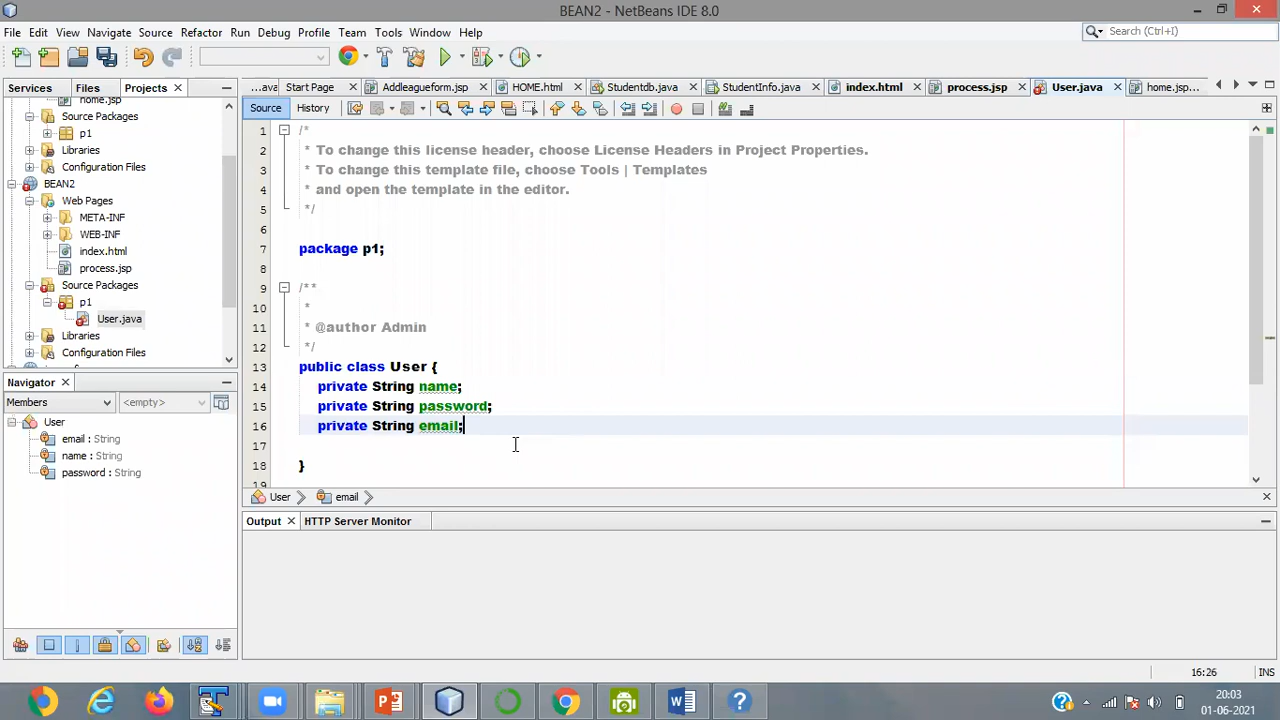 BEAN2 - NetBeans IDE 8.0
File Edit View Navigate Source Refactor Run Debug Profile Team Tools Window Help
Search (Ctrl+I)
Services Files Projects
...ava Start Page Addleagueform.jsp HOME.html Studentdb.java StudentInfo.java index.html process.jsp User.java home.jsp...
home.jsp
Source Packages
p1
Libraries
Configuration Files
BEAN2
Web Pages
META-INF
WEB-INF
index.html
process.jsp
Source Packages
p1
User.java
Libraries
Configuration Files
Source History
1 /*
2 * To change this license header, choose License Headers in Project Properties.
3 * To change this template file, choose Tools | Templates
4 * and open the template in the editor.
5 */
6
7 package p1;
8
9 /**
10 *
11 * @author Admin
12 */
13 public class User {
14 private String name;
15 private String password;
16 private String email;
17
18 }
19
Navigator
Members <empty>
User
email : String
name : String
password : String
User email
Output HTTP Server Monitor
16:26 INS
20:03
01-06-2021